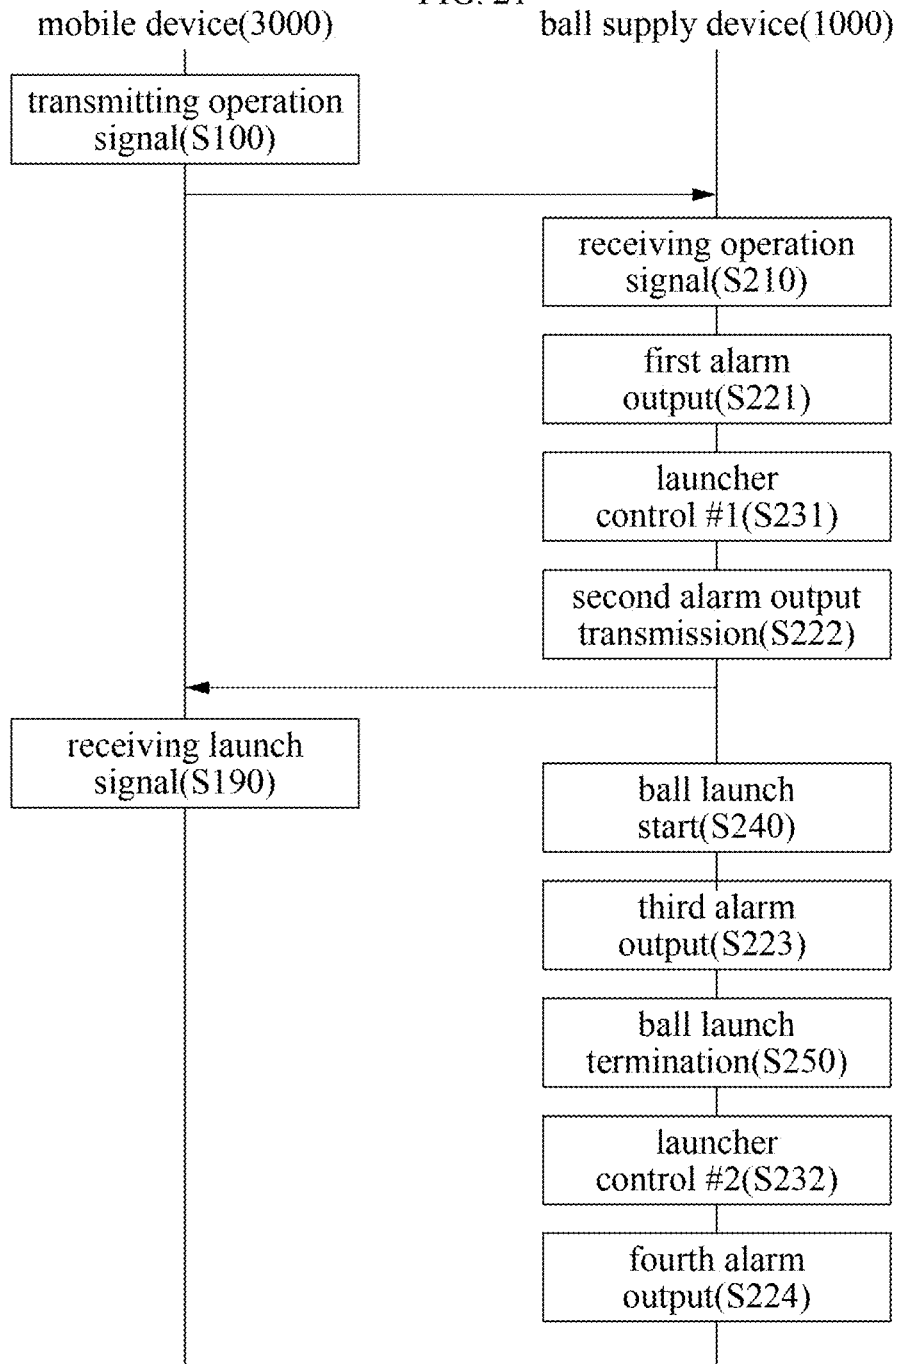 mobile device(3000)
ball supply device(1000)
transmitting operation
signal(S100)
receiving operation
signal(S210)
first alarm
output(S221)
launcher
control #1(S231)
second alarm output
transmission(S222)
receiving launch
signal(S190)
ball launch
start(S240)
third alarm
output(S223)
ball launch
termination(S250)
launcher
control #2(S232)
fourth alarm
output(S224)